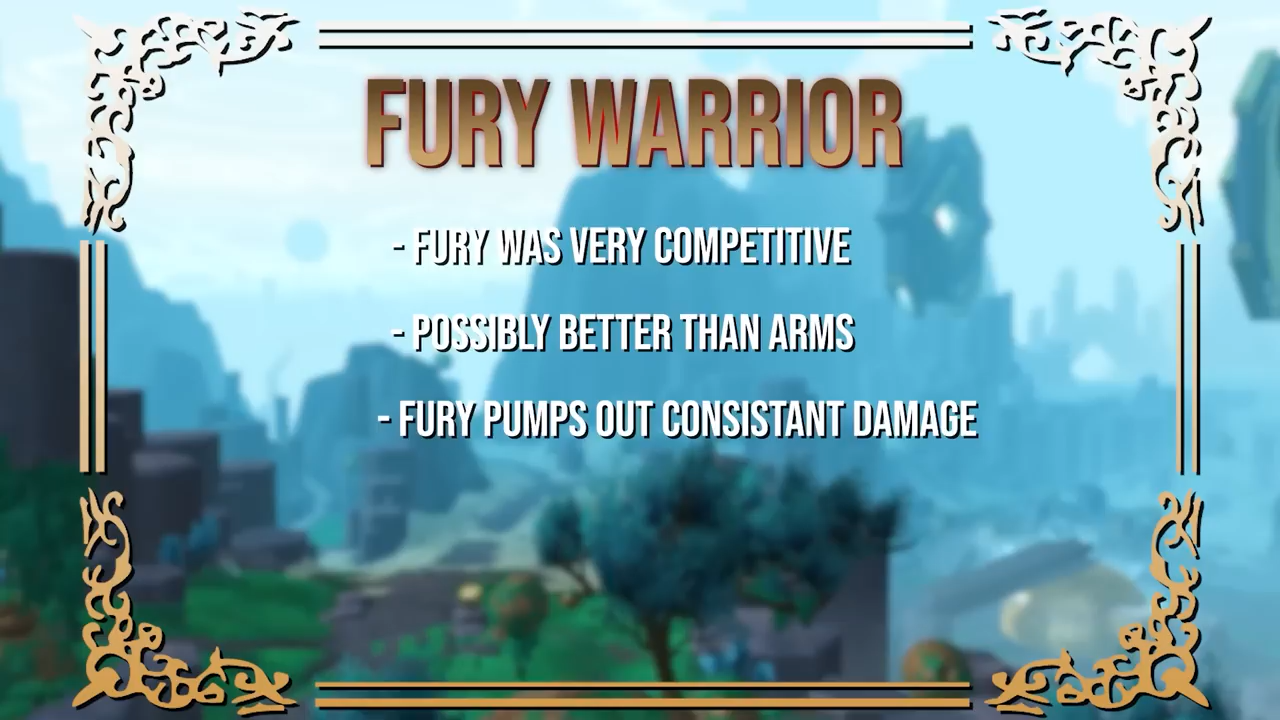 FURY WARRIOR
- FURY WAS VERY COMPETITIVE
- POSSIBLY BETTER THAN ARMS
- FURY PUMPS OUT CONSISTANT DAMAGE